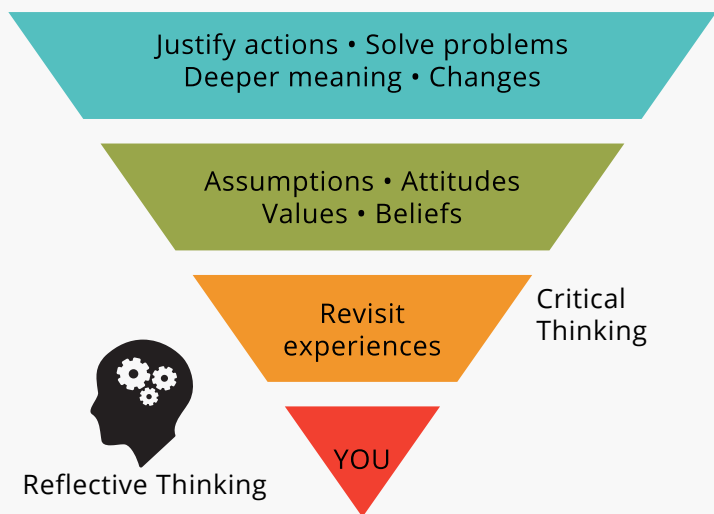 Justify actions • Solve problems
Deeper meaning • Changes
Assumptions • Attitudes
Values • Beliefs
Revisit
experiences
Critical
Thinking
YOU
Reflective Thinking